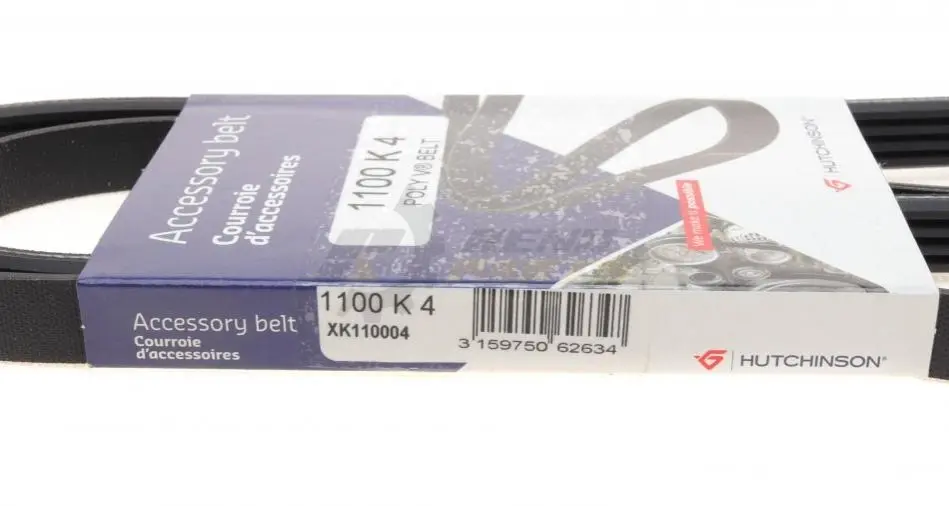 Accessory belt
Courroie
d'accessoires
1100 K 4
POLY V® BELT
We make it possible
HUTCHINSON®
Accessory belt
Courroie
d'accessoires
1100 K 4
XK110004
3 159750 62634
HUTCHINSON®